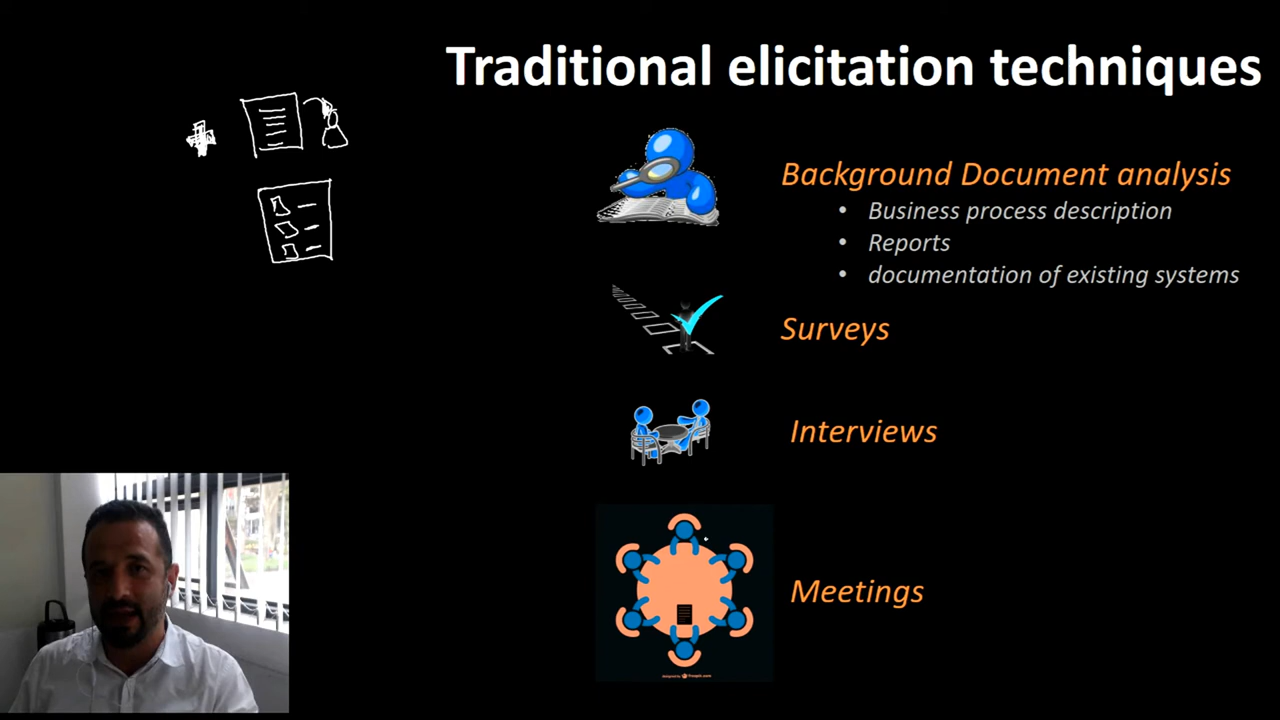 Traditional elicitation techniques
Background Document analysis
• Business process description
• Reports
• documentation of existing systems
Surveys
Interviews
Meetings